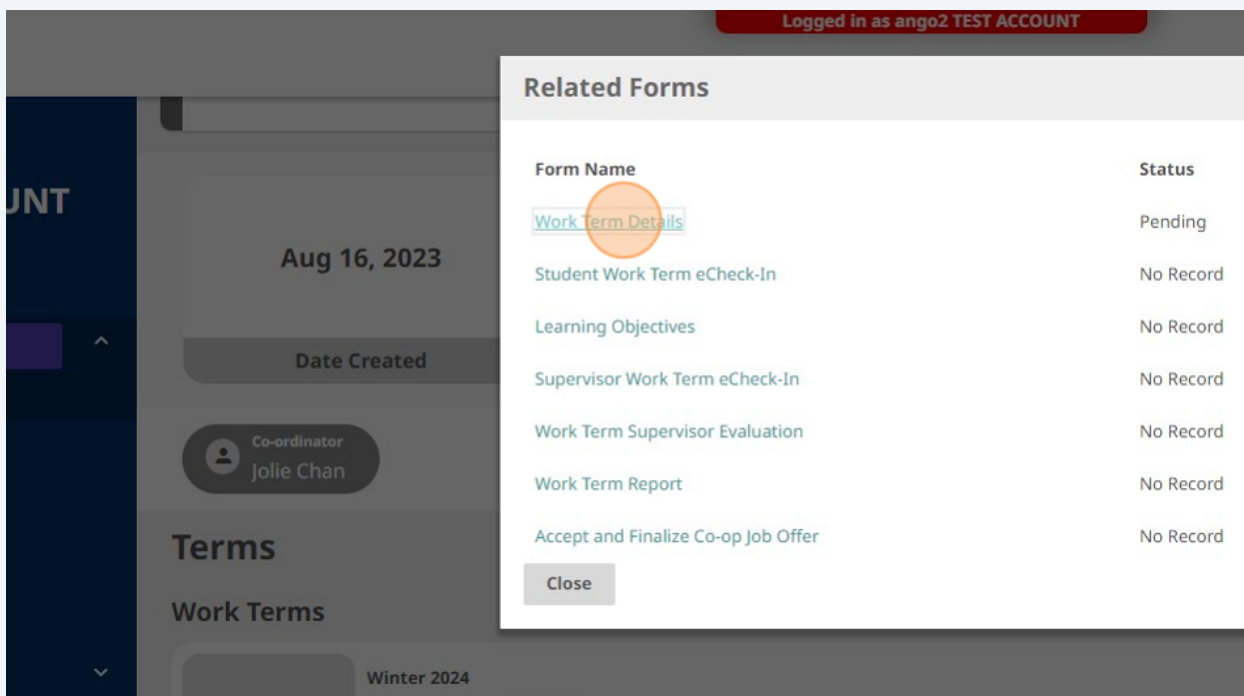 Logged in as ango2 TEST ACCOUNT
Related Forms
Form Name Status
Work Term Details Pending
Student Work Term eCheck-In No Record
Learning Objectives No Record
Supervisor Work Term eCheck-In No Record
Work Term Supervisor Evaluation No Record
Work Term Report No Record
Accept and Finalize Co-op Job Offer No Record
Close
UNT
Aug 16, 2023
Date Created
Co-ordinator
Jolie Chan
Terms
Work Terms
Winter 2024